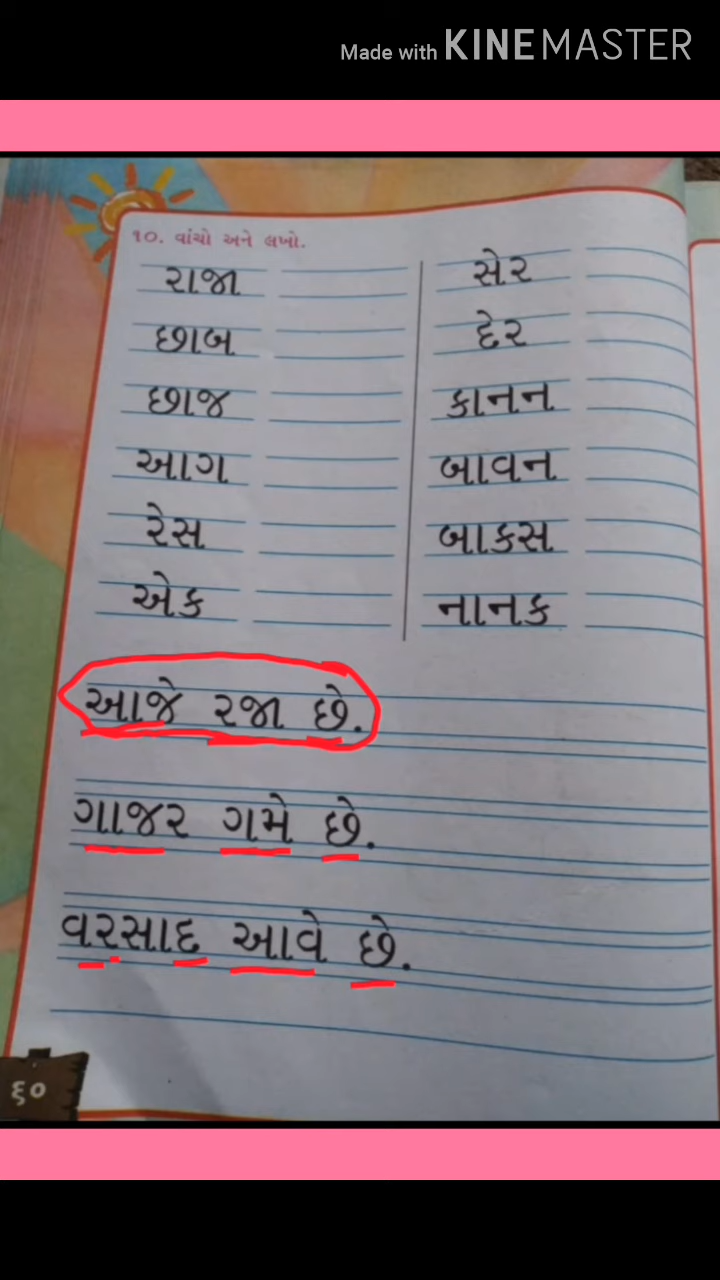 Made with KINEMASTER
૧૦. વાંચો અને લખો.
રાજા
છાબ
છાજ
આગ
રેસ
એક
સેર
દેર
કાનન
બાવન
બાકસ
નાનક
આજે રજા છે.
ગાજર ગમે છે.
વરસાદ આવે છે.
૬૦